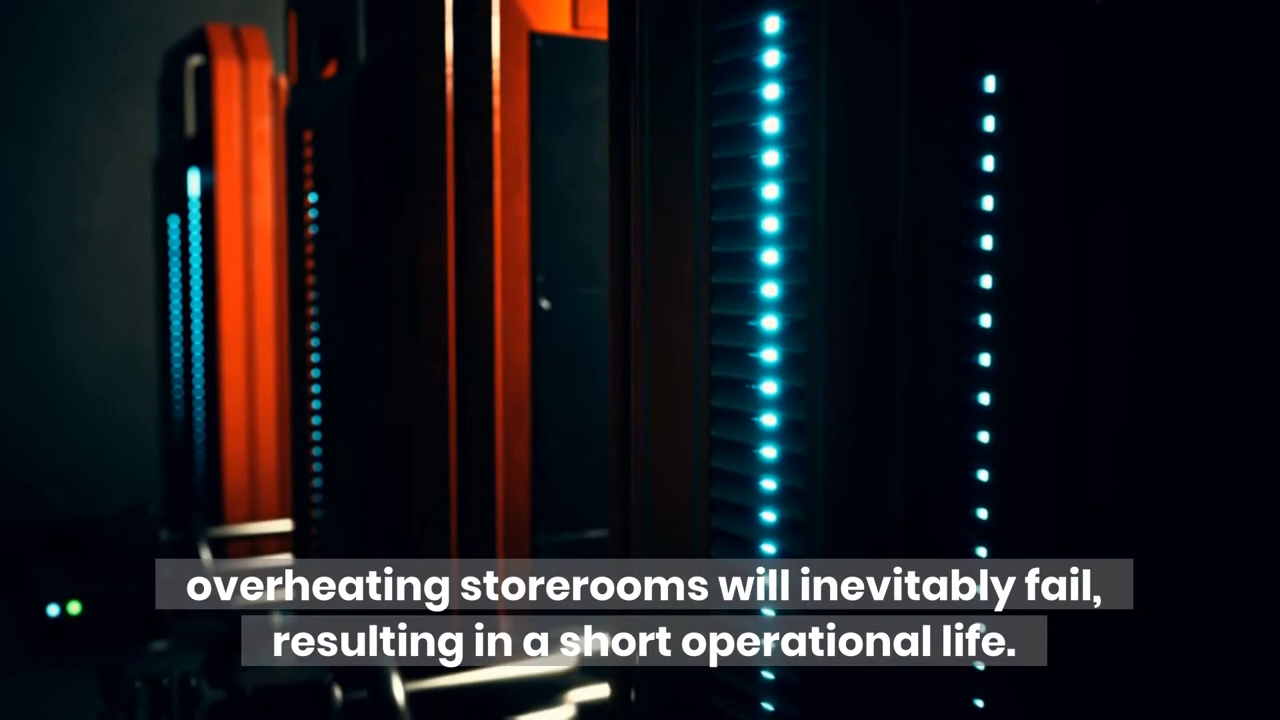 overheating storerooms will inevitably fail,
resulting in a short operational life.